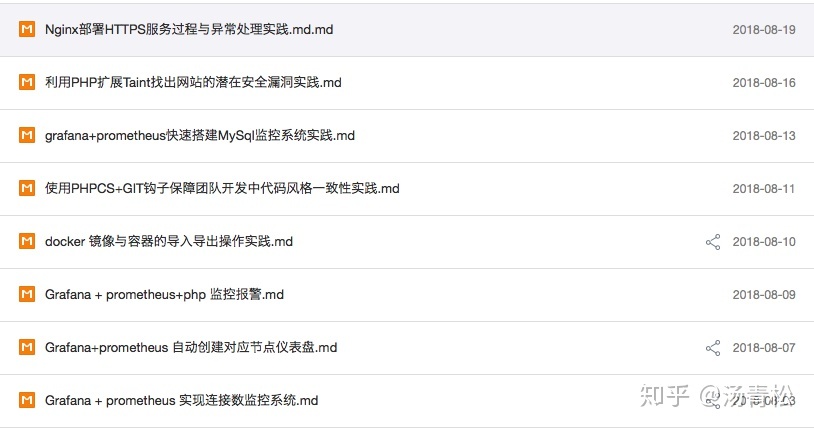 Nginx部署HTTPS服务过程与异常处理实践.md.md
2018-08-19
利用PHP扩展Taint找出网站的潜在安全漏洞实践.md
2018-08-16
grafana+prometheus快速搭建MySql监控系统实践.md
2018-08-13
使用PHPCS+GIT钩子保障团队开发中代码风格一致性实践.md
2018-08-11
docker 镜像与容器的导入导出操作实践.md
2018-08-10
Grafana + prometheus+php 监控报警.md
2018-08-09
Grafana+prometheus 自动创建对应节点仪表盘.md
2018-08-07
Grafana + prometheus 实现连接数监控系统.md
2018-08-03
知乎 @汤青松